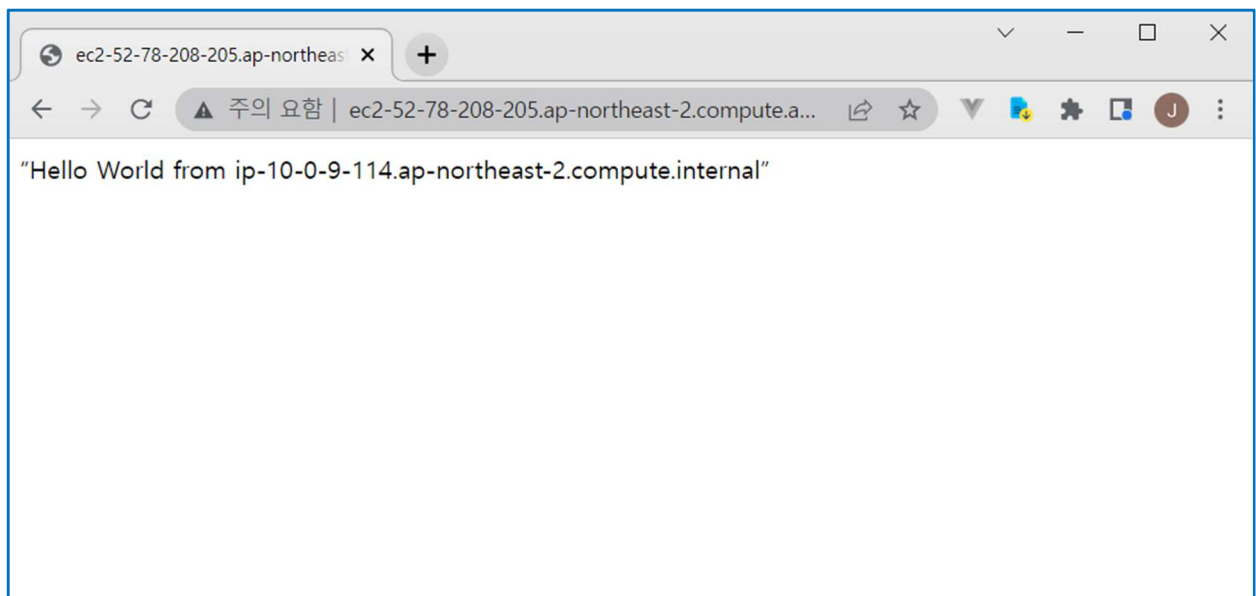 ec2-52-78-208-205.ap-northeas
주의 요함 | ec2-52-78-208-205.ap-northeast-2.compute.a...
J
“Hello World from ip-10-0-9-114.ap-northeast-2.compute.internal”